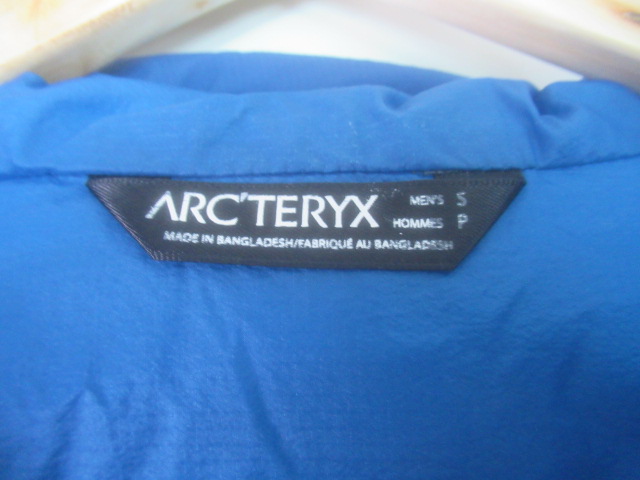 ARC'TERYX MEN'S S
HOMMES P
MADE IN BANGLADESH/FABRIQUÉ AU BANGLADESH